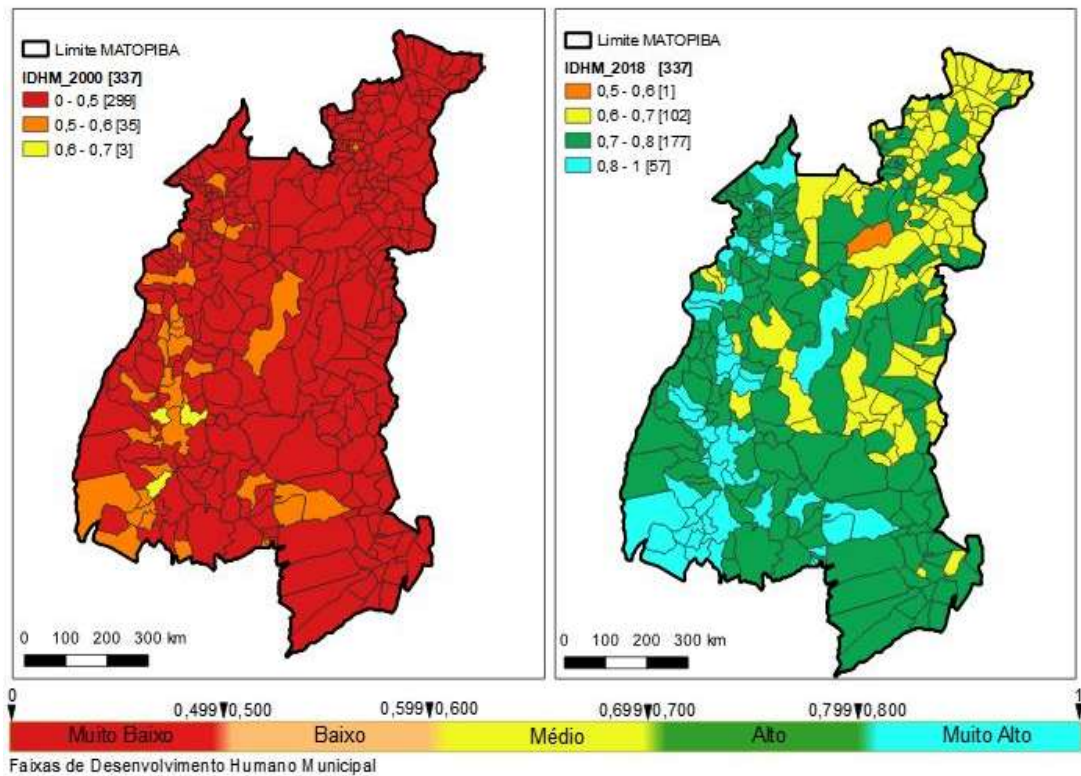 Limite MATOPIBA
IDHM_2000 [337]
0 - 0,5 [299]
0,5 - 0,6 [35]
0,6 - 0,7 [3]
0 100 200 300 km
Limite MATOPIBA
IDHM_2018 [337]
0,5 - 0,6 [1]
0,6 - 0,7 [102]
0,7 - 0,8 [177]
0,8 - 1 [57]
0 100 200 300 km
0 0,499 0,500 0,599 0,600 0,699 0,700 0,799 0,800 1
Muito Baixo Baixo Médio Alto Muito Alto
Faixas de Desenvolvimento Humano Municipal